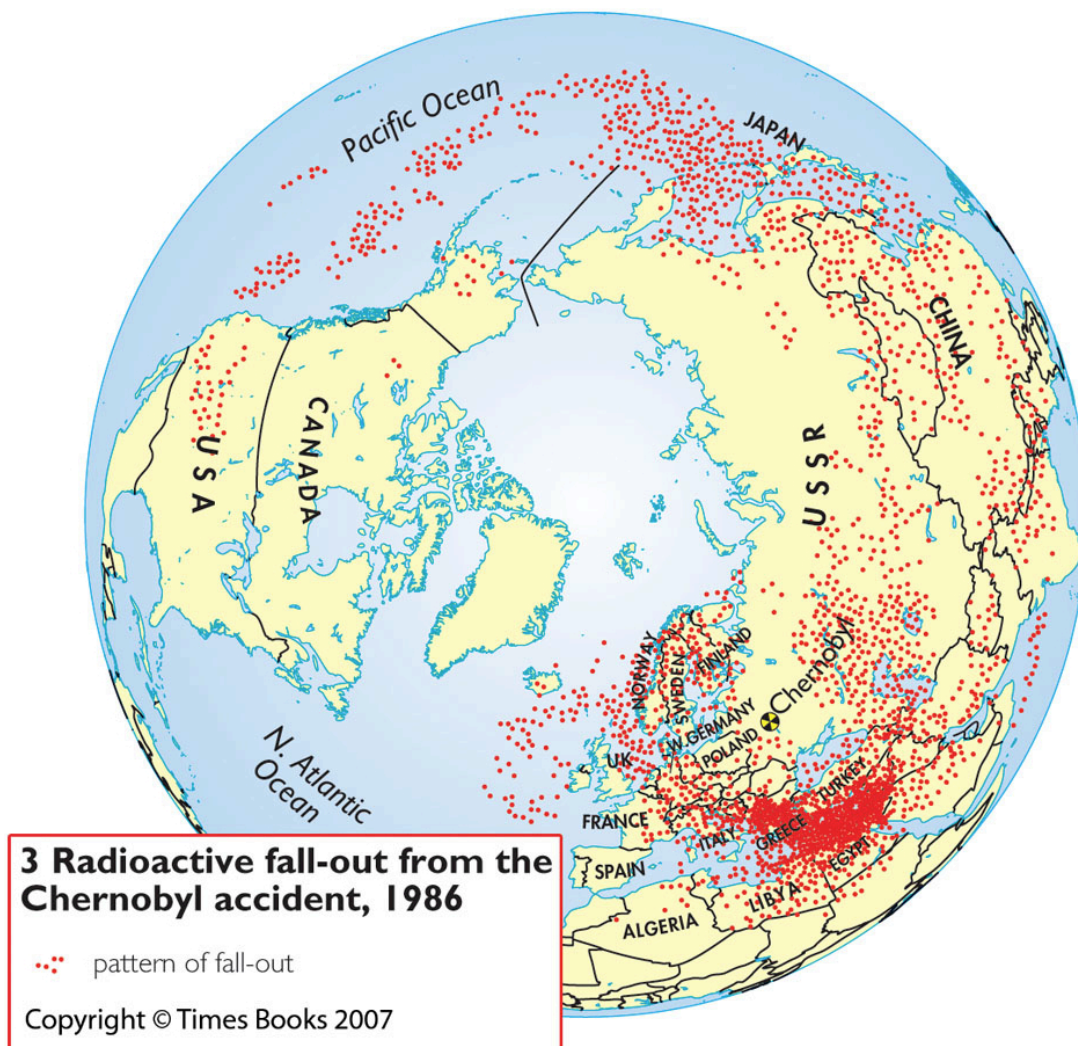 Pacific Ocean
JAPAN
CHINA
USSR
CANADA
USA
NORWAY
SWEDEN
FINLAND
Chernobyl
W. GERMANY
POLAND
UK
N. Atlantic
Ocean
FRANCE
TURKEY
ITALY
GREECE
SPAIN
EGYPT
LIBYA
ALGERIA
3 Radioactive fall-out from the
Chernobyl accident, 1986
pattern of fall-out
Copyright © Times Books 2007